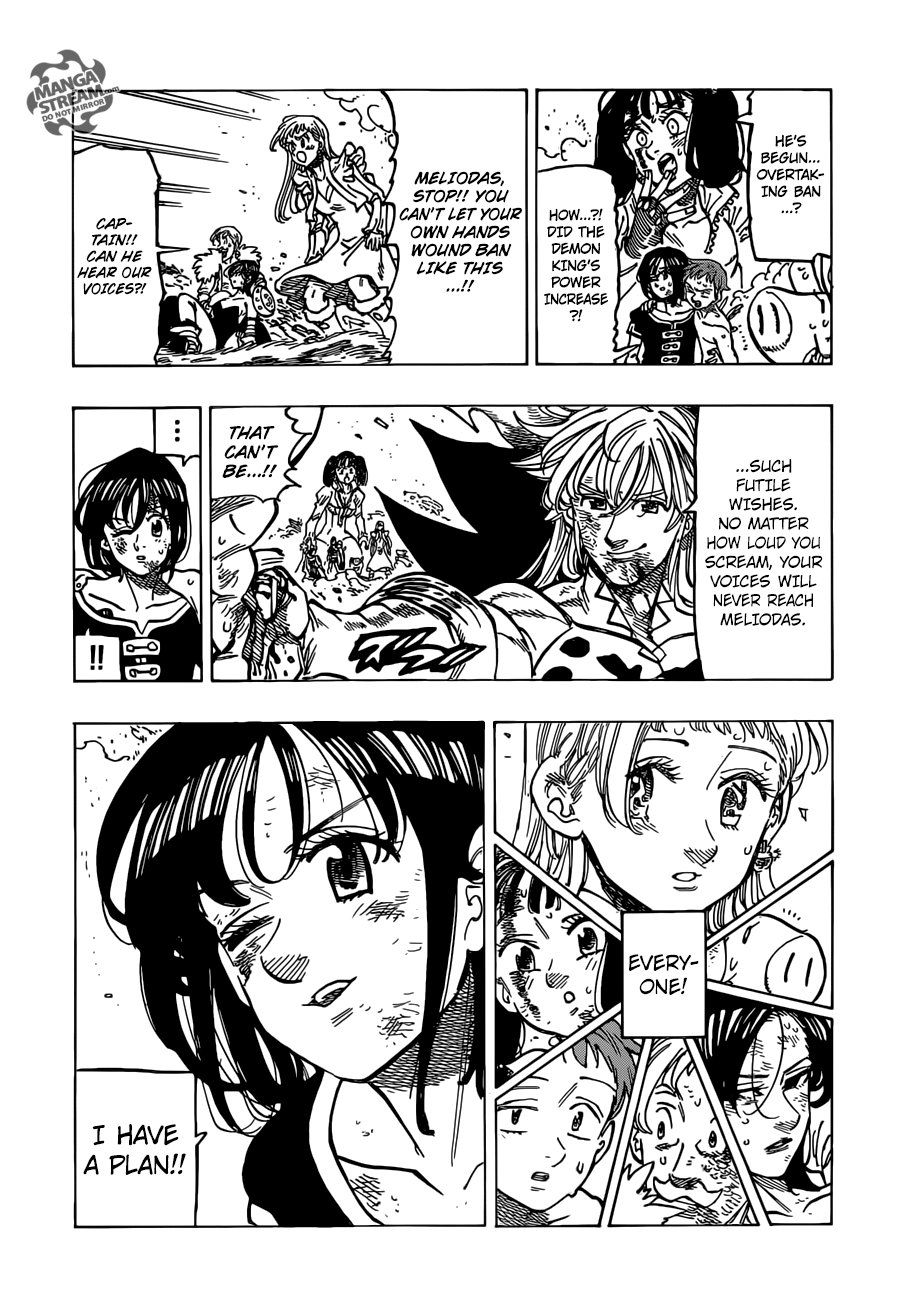 MANGA
STREAM.com
DO NOT MIRROR
HE'S
BEGUN...
OVERTAK-
ING BAN
...?
HOW...?!
DID THE
DEMON
KING'S
POWER
INCREASE
?!
MELIODAS,
STOP!! YOU
CAN'T LET YOUR
OWN HANDS
WOUND BAN
LIKE THIS
...!!
CAP-
TAIN!!
CAN HE
HEAR OUR
VOICES?!
...SUCH
FUTILE
WISHES.
NO MATTER
HOW LOUD YOU
SCREAM, YOUR
VOICES WILL
NEVER REACH
MELIODAS.
THAT
CAN'T
BE...!!
...
!!
EVERY-
ONE!
I HAVE
A PLAN!!